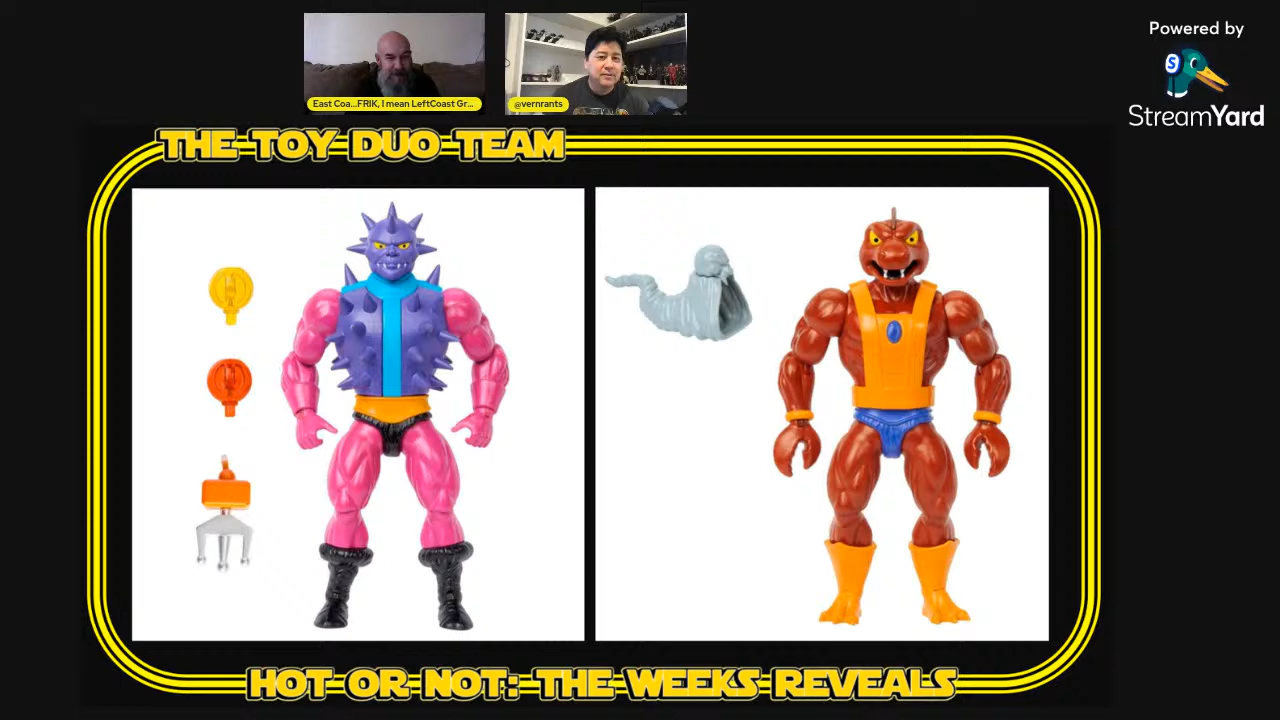 Powered by
S
StreamYard
East Coa...FRIK, I mean LeftCoast Gr...
@vernrants
THE TOY DUO TEAM
HOT OR NOT: THE WEEKS REVEALS